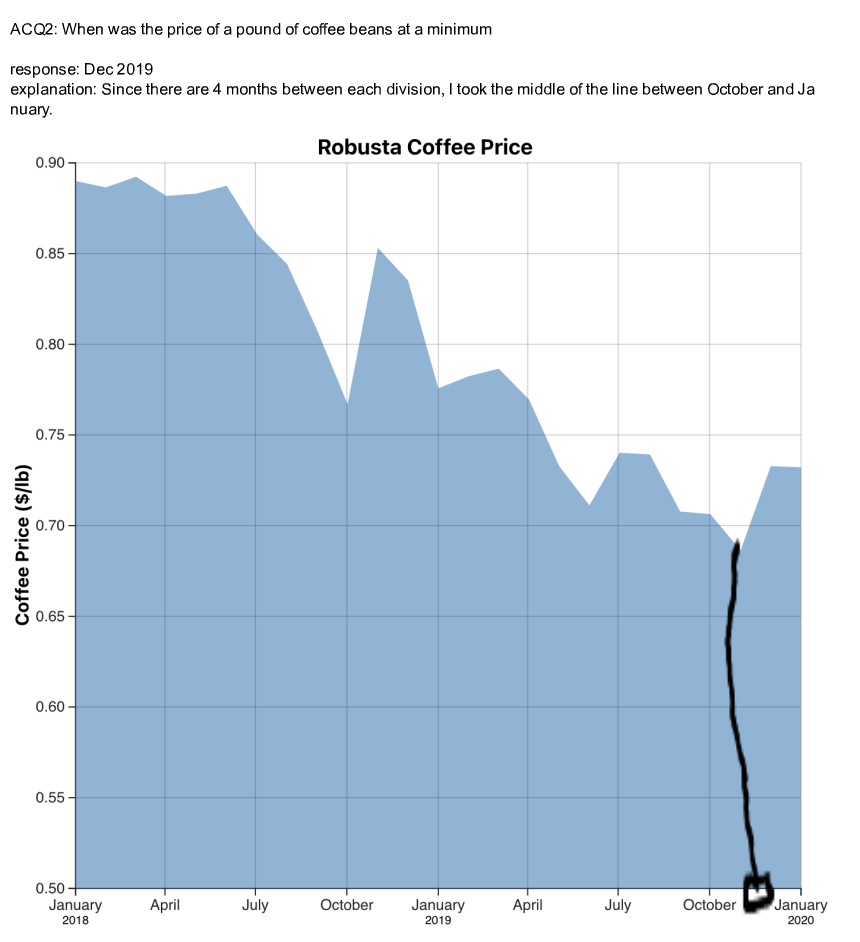 ACQ2: When was the price of a pound of coffee beans at a minimum
response: Dec 2019
explanation: Since there are 4 months between each division, I took the middle of the line between October and Ja
nuary.
Robusta Coffee Price
Coffee Price ($/lb)
0.90
0.85
0.80
0.75
0.70
0.65
0.60
0.55
0.50
January April July October January April July October January
2018 2019 2020